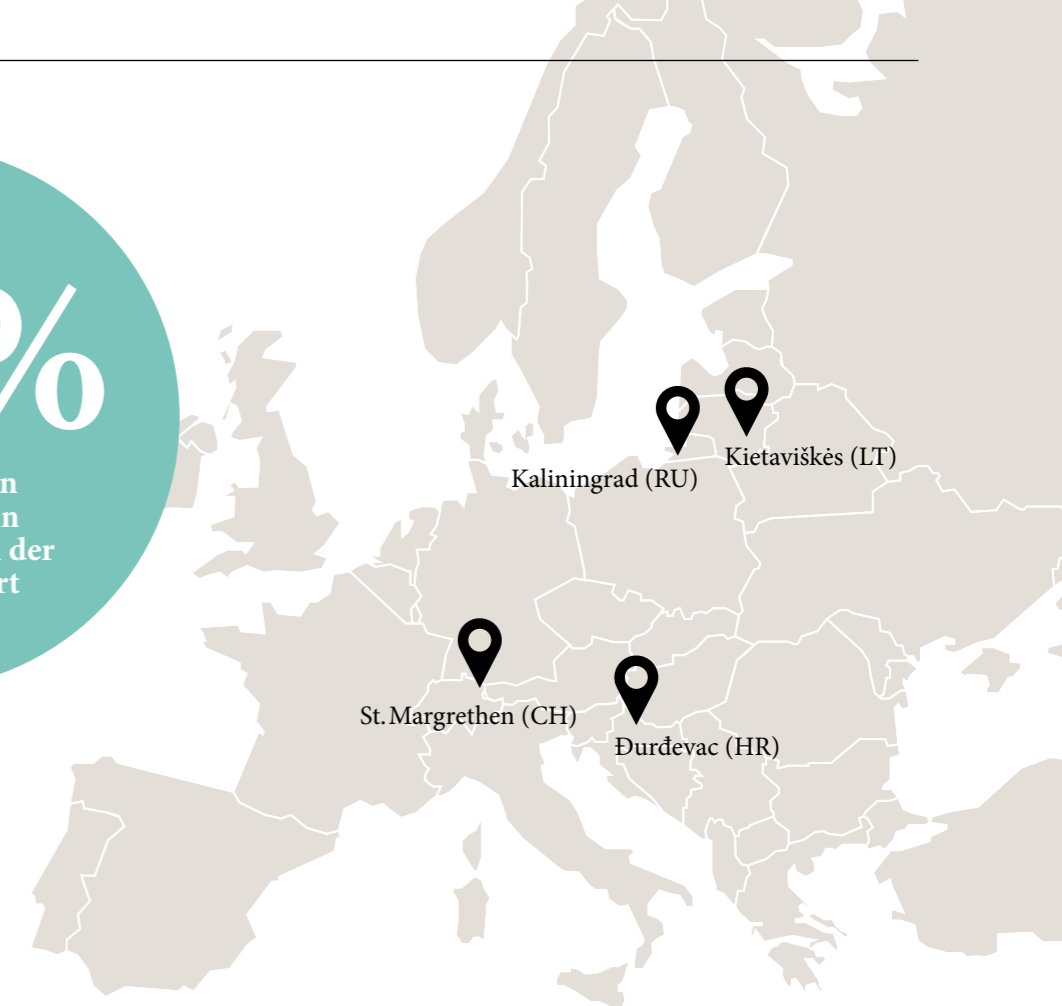 %
n
n
der
rt
Kietaviškės (LT)
Kaliningrad (RU)
St. Margrethen (CH)
Đurđevac (HR)